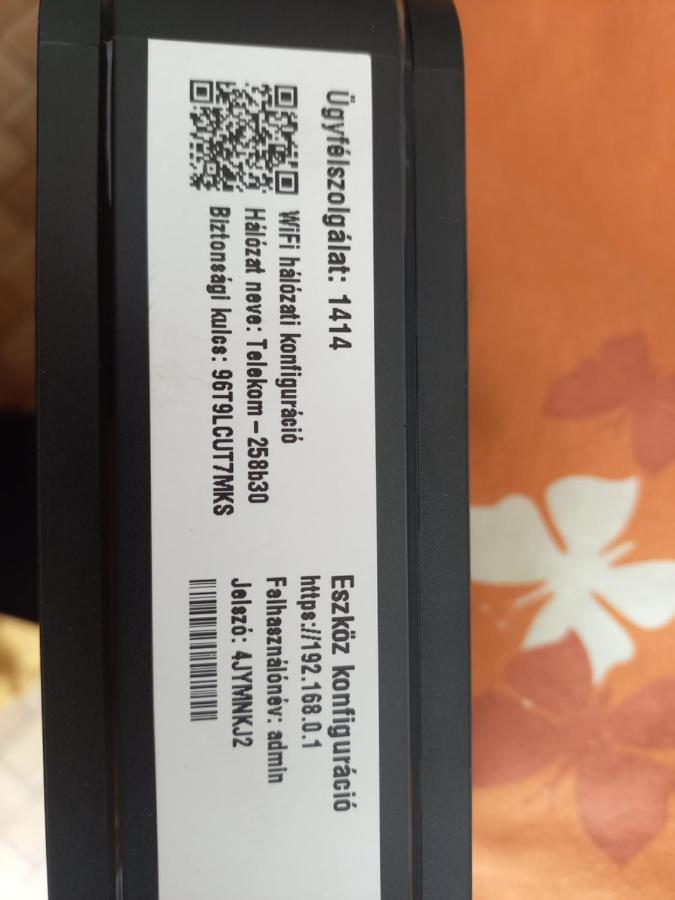 Ügyfélszolgálat: 1414
WiFi hálózati konfiguráció
Hálózat neve: Telekom - 258b30
Biztonsági kulcs: 96T9LCUT7MKS
Eszköz konfiguráció
https://192.168.0.1
Falhasználónév: admin
Jelszó: 4JYMNKJ2